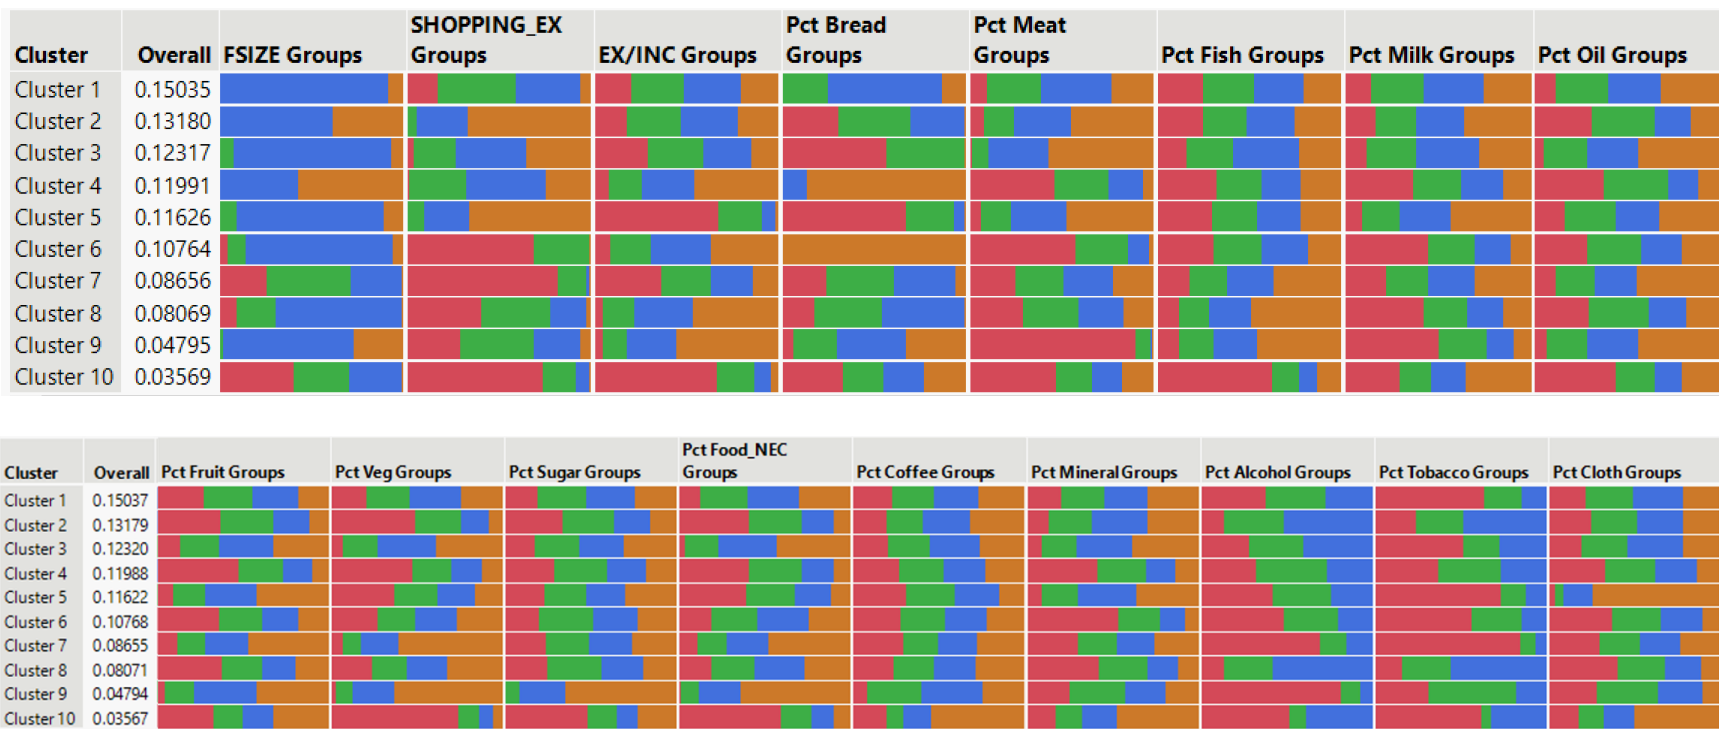 Cluster Overall FSIZE Groups SHOPPING_EX Groups EX/INC Groups Pct Bread Groups Pct Meat Groups Pct Fish Groups Pct Milk Groups Pct Oil Groups
Cluster 1 0.15035
Cluster 2 0.13180
Cluster 3 0.12317
Cluster 4 0.11991
Cluster 5 0.11626
Cluster 6 0.10764
Cluster 7 0.08656
Cluster 8 0.08069
Cluster 9 0.04795
Cluster 10 0.03569
Cluster Overall Pct Fruit Groups Pct Veg Groups Pct Sugar Groups Pct Food_NEC Groups Pct Coffee Groups Pct Mineral Groups Pct Alcohol Groups Pct Tobacco Groups Pct Cloth Groups
Cluster 1 0.15037
Cluster 2 0.13179
Cluster 3 0.12320
Cluster 4 0.11988
Cluster 5 0.11622
Cluster 6 0.10768
Cluster 7 0.08655
Cluster 8 0.08071
Cluster 9 0.04794
Cluster 10 0.03567